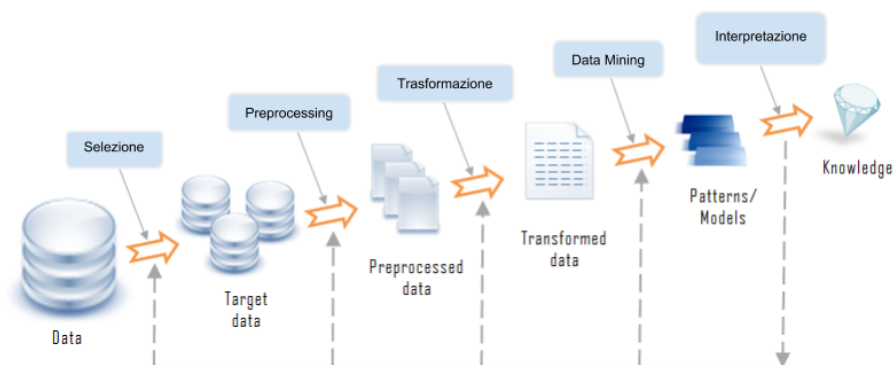 Interpretazione
Data Mining
Trasformazione
Preprocessing
Selezione
Knowledge
Patterns/
Models
Transformed
data
Preprocessed
data
Target
data
Data